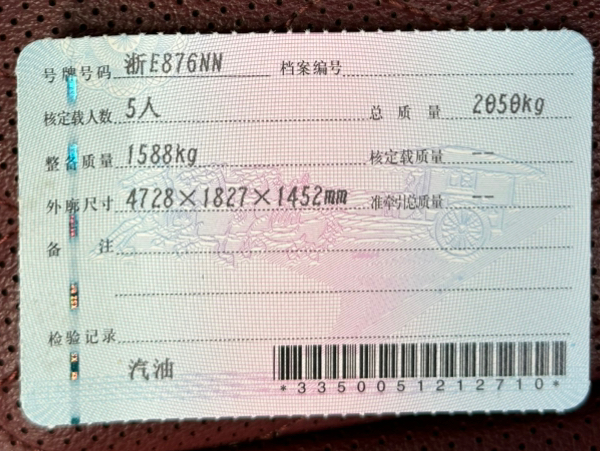 号牌号码 浙E876NN 档案编号
核定载人数 5人 总质量 2050kg
整备质量 1588kg 核定载质量 --
外廓尺寸 4728×1827×1452mm 准牵引总质量 --
备注
检验记录
汽油
*3350051212710*